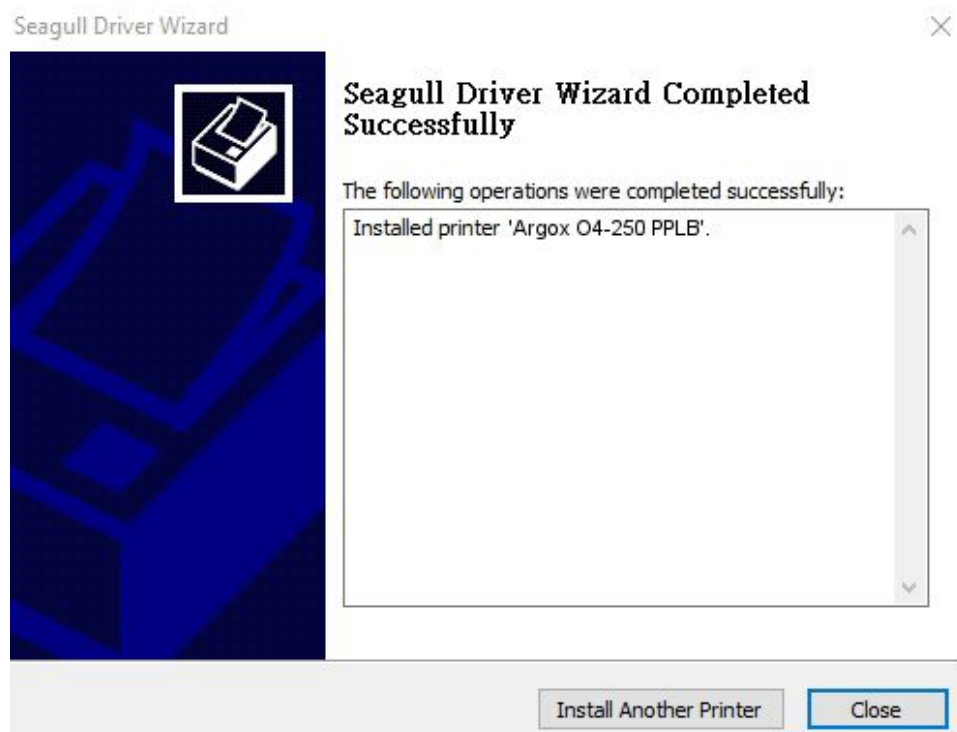 Seagull Driver Wizard
Seagull Driver Wizard Completed
Successfully
The following operations were completed successfully:
Installed printer 'Argox O4-250 PPLB'.
Install Another Printer
Close